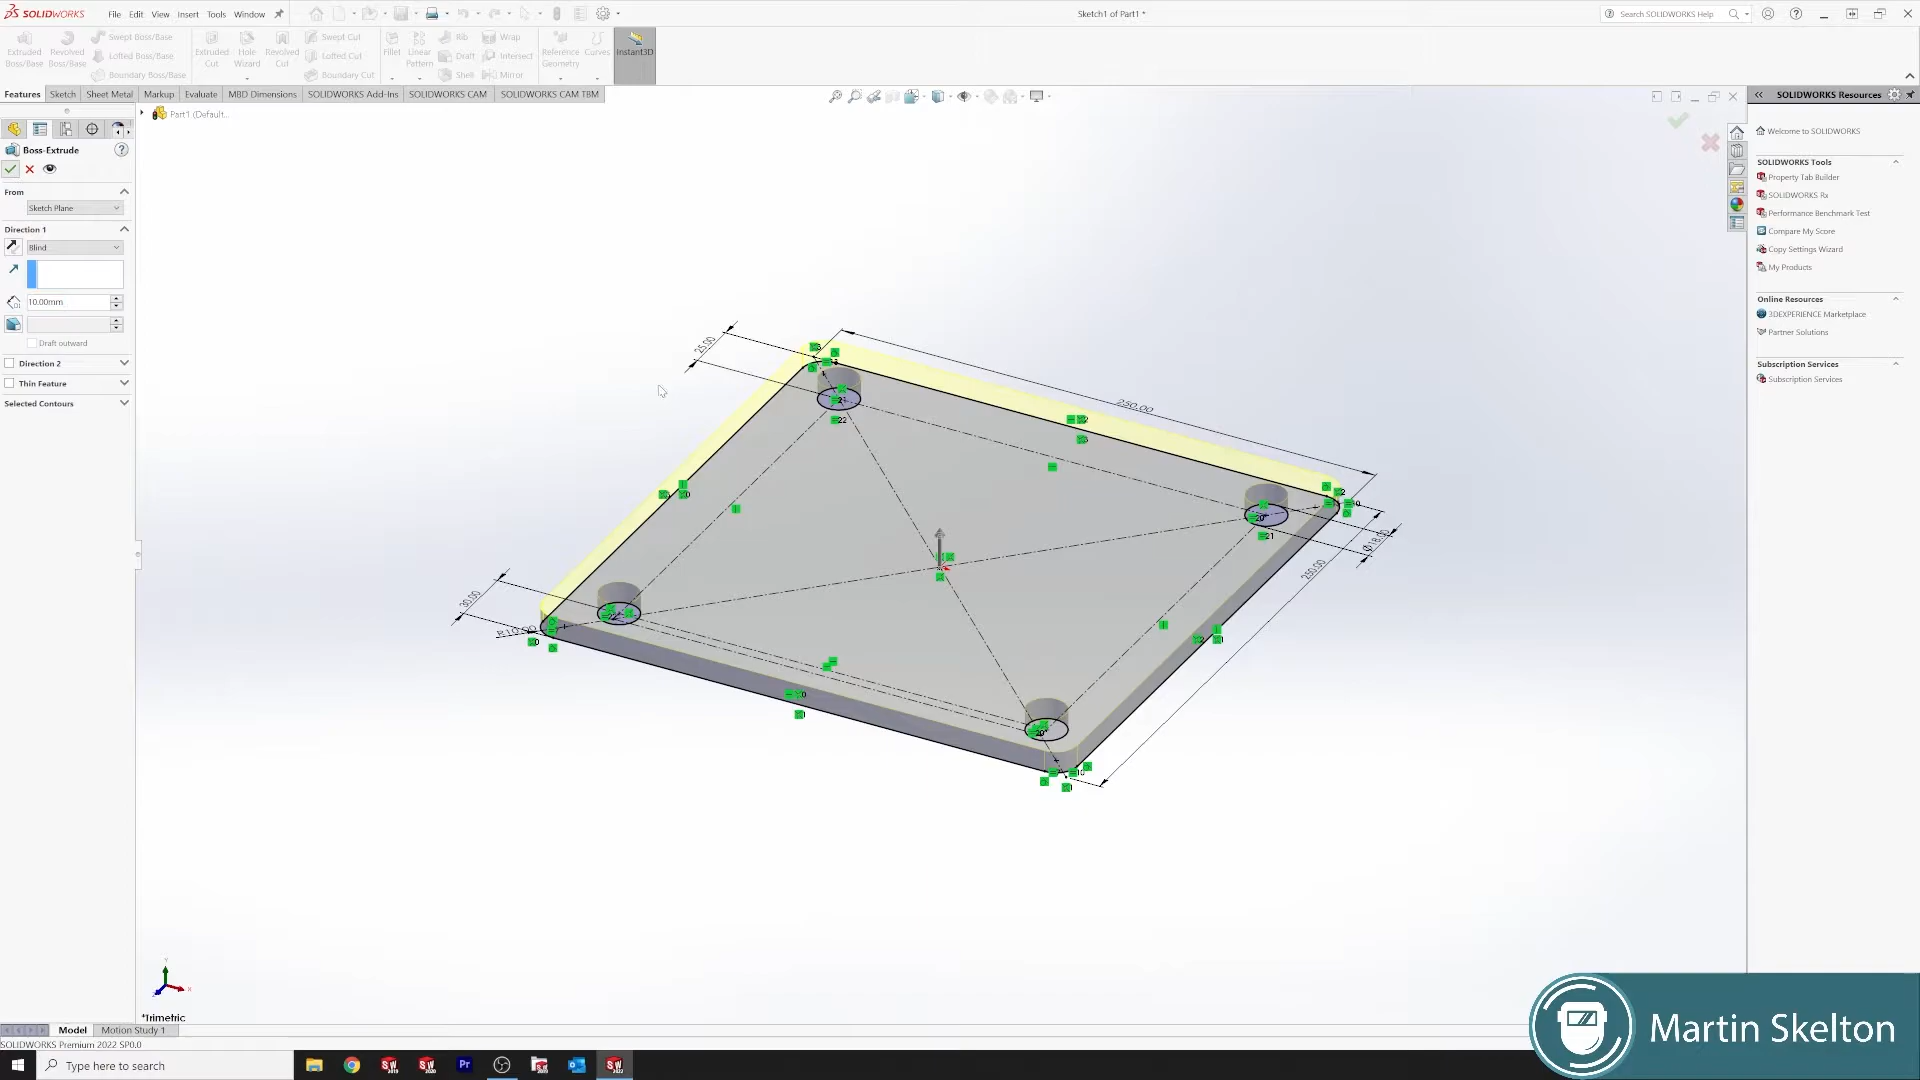 SOLIDWORKS
File Edit View Insert Tools Window
Sketch1 of Part1 *
Search SOLIDWORKS Help
Extruded Boss/Base
Revolved Boss/Base
Swept Boss/Base
Lofted Boss/Base
Boundary Boss/Base
Extruded Cut
Hole Wizard
Revolved Cut
Swept Cut
Lofted Cut
Boundary Cut
Fillet
Linear Pattern
Rib
Draft
Shell
Wrap
Intersect
Mirror
Reference Geometry
Curves
Instant3D
Features Sketch Sheet Metal Markup Evaluate MBD Dimensions SOLIDWORKS Add-Ins SOLIDWORKS CAM SOLIDWORKS CAM TBM
Part1 (Default...
Boss-Extrude
From
Sketch Plane
Direction 1
Blind
10.00mm
Draft outward
Direction 2
Thin Feature
Selected Contours
25.00
250.00
30.00
R10.00
250.00
Ø18.00
SOLIDWORKS Resources
Welcome to SOLIDWORKS
SOLIDWORKS Tools
Property Tab Builder
SOLIDWORKS Rx
Performance Benchmark Test
Compare My Score
Copy Settings Wizard
My Products
Online Resources
3DEXPERIENCE Marketplace
Partner Solutions
Subscription Services
Subscription Services
*Trimetric
Model Motion Study 1
SOLIDWORKS Premium 2022 SP0.0
Type here to search
Martin Skelton